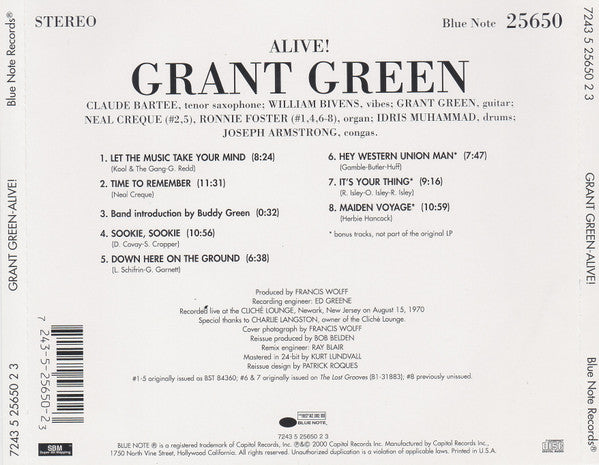 STEREO
Blue Note 25650
ALIVE!
GRANT GREEN
CLAUDE BARTEE, tenor saxophone; WILLIAM BIVENS, vibes; GRANT GREEN, guitar;
NEAL CREQUE (#2,5), RONNIE FOSTER (#1,4,6-8), organ; IDRIS MUHAMMAD, drums;
JOSEPH ARMSTRONG, congas.
1. LET THE MUSIC TAKE YOUR MIND (8:24)
(Kool & The Gang-G. Redd)
2. TIME TO REMEMBER (11:31)
(Neal Creque)
3. Band introduction by Buddy Green (0:32)
4. SOOKIE, SOOKIE (10:56)
(D. Covay-S. Cropper)
5. DOWN HERE ON THE GROUND (6:38)
(L. Schifrin-G. Garnett)
6. HEY WESTERN UNION MAN* (7:47)
(Gamble-Butler-Huff)
7. IT'S YOUR THING* (9:16)
(R. Isley-O. Isley-R. Isley)
8. MAIDEN VOYAGE* (10:59)
(Herbie Hancock)
* bonus tracks, not part of the original LP
Produced by FRANCIS WOLFF
Recording engineer: ED GREENE
Recorded live at the CLICHÉ LOUNGE, Newark, New Jersey on August 15, 1970
Special thanks to CHARLIE LANGSTON, owner of the Cliché Lounge.
Cover photograph by FRANCIS WOLFF
Reissue produced by BOB BELDEN
Remix engineer: RAY BLAIR
Mastered in 24-bit by KURT LUNDVALL
Reissue design by PATRICK ROQUES
#1-5 originally issued as BST 84360; #6 & 7 originally issued on The Lost Grooves (B1-31883); #8 previously unissued.
BLUE NOTE
7243 5 25650 2 3
BLUE NOTE ® is a registered trademark of Capitol Records, Inc. ℗&© 2000 Capitol Records, Inc. Manufactured by Capitol Records, Inc.
1750 North Vine Street, Hollywood California. All rights reserved. Unauthorized duplication is a violation of applicable laws. Printed in U.S.A.
SBM
7 243-5-25650-2 3
Blue Note Records®
GRANT GREEN-ALIVE!
7243 5 25650 2 3
7243 5 25650 2 3
GRANT GREEN-ALIVE!
Blue Note Records®